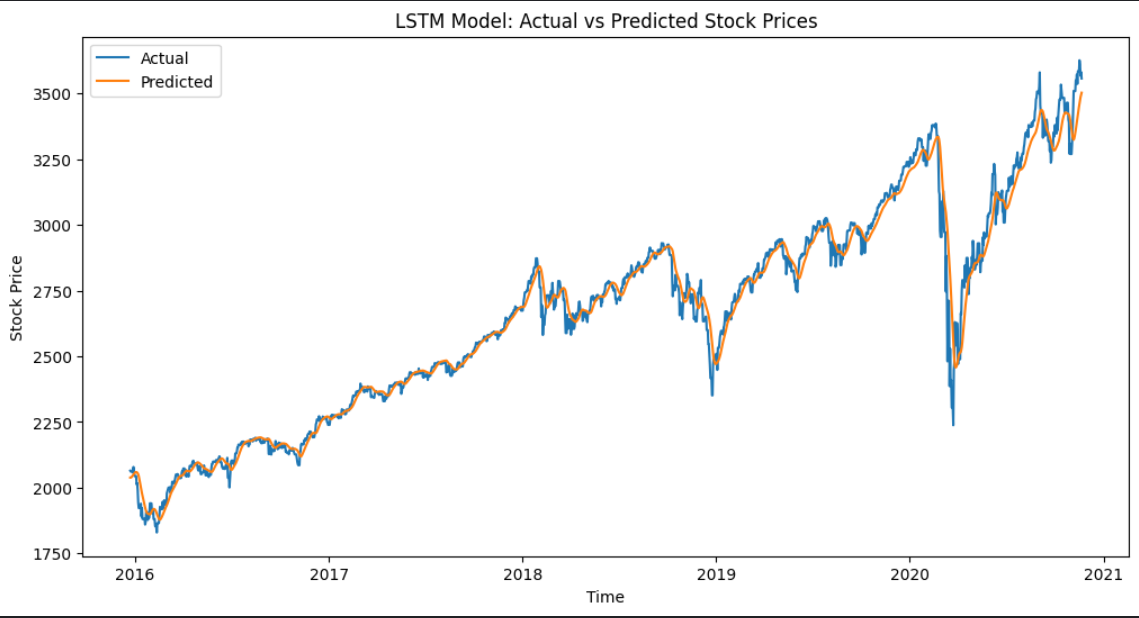 LSTM Model: Actual vs Predicted Stock Prices
Actual
Predicted
Stock Price
3500
3250
3000
2750
2500
2250
2000
1750
2016 2017 2018 2019 2020 2021
Time